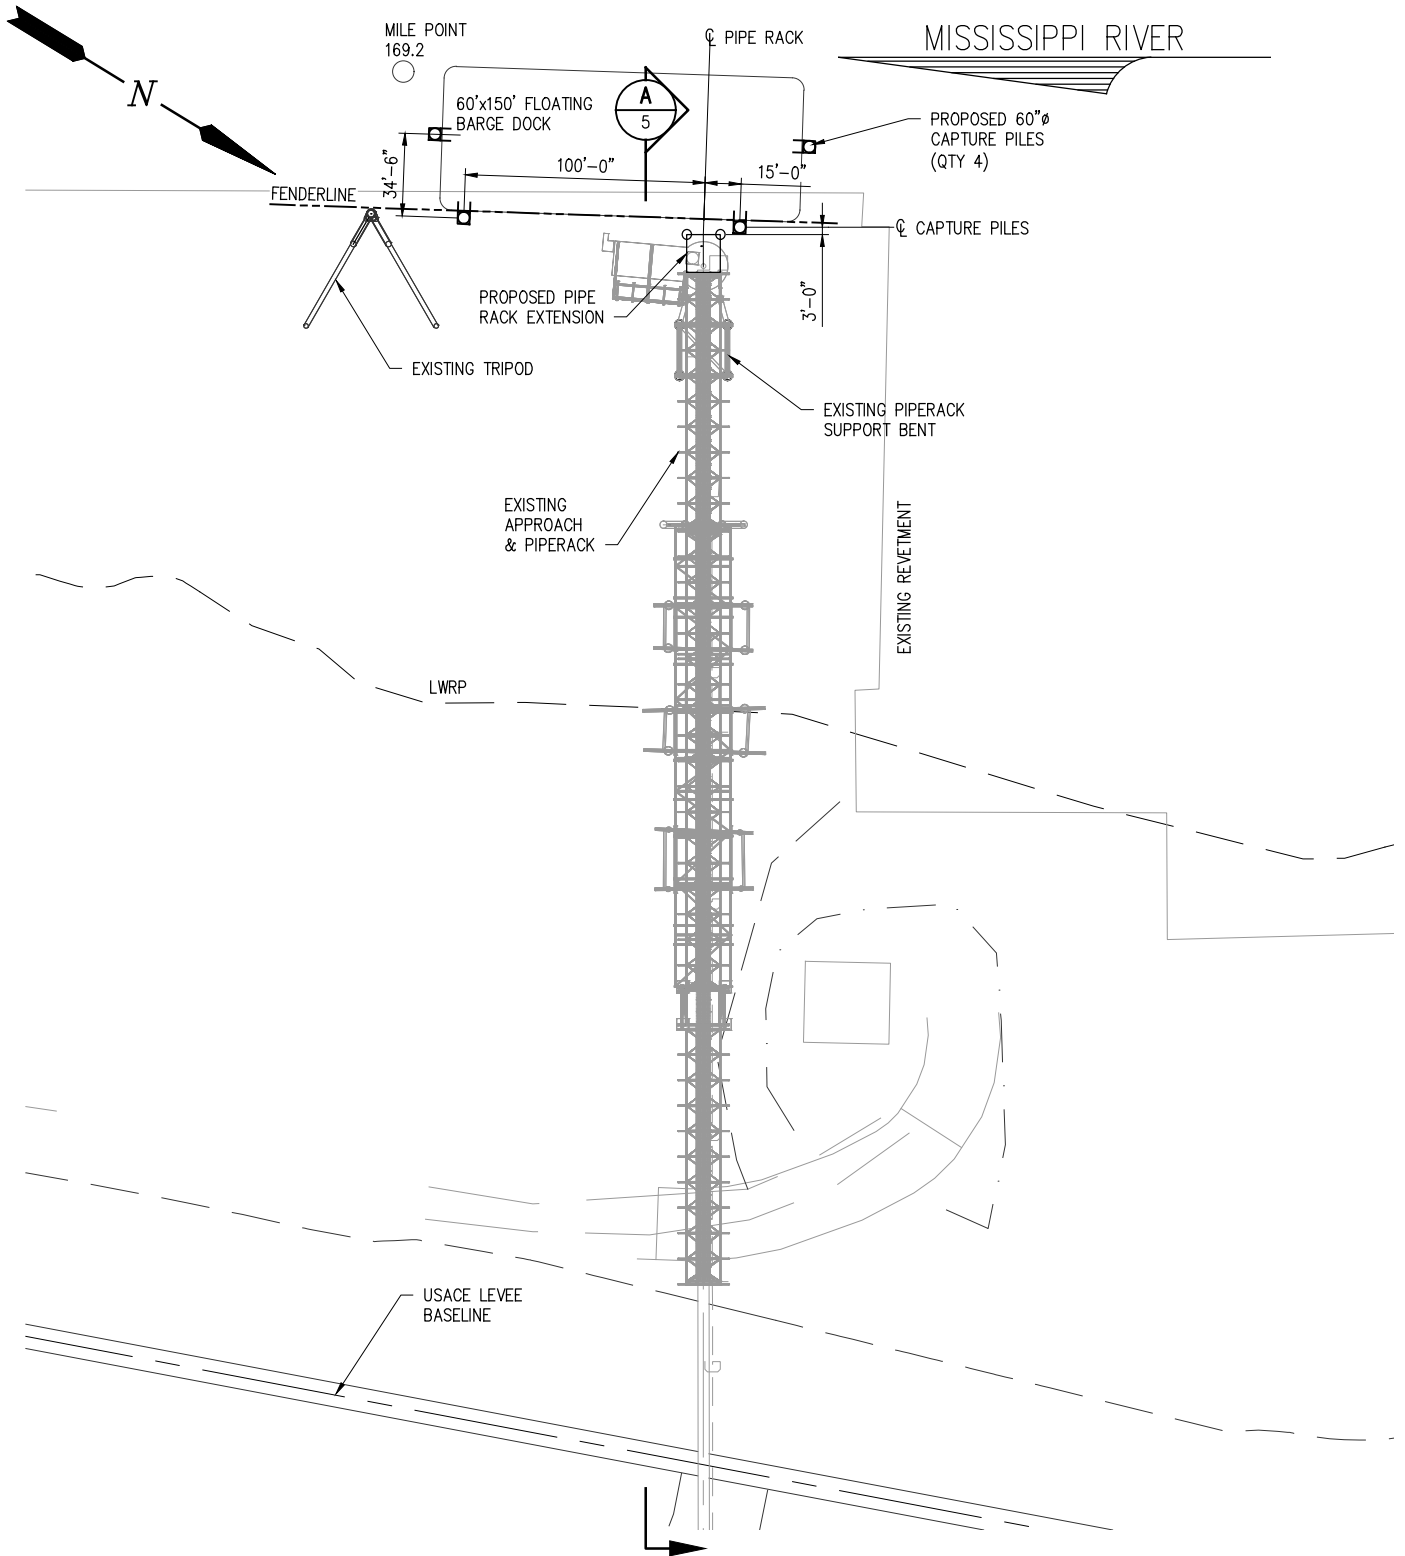 MILE POINT
169.2
℄ PIPE RACK
MISSISSIPPI RIVER
N
60'x150' FLOATING
BARGE DOCK
A
5
PROPOSED 60"ø
CAPTURE PILES
(QTY 4)
34'-6"
100'-0"
15'-0"
FENDERLINE
℄ CAPTURE PILES
PROPOSED PIPE
RACK EXTENSION
3'-0"
EXISTING TRIPOD
EXISTING PIPERACK
SUPPORT BENT
EXISTING
APPROACH
& PIPERACK
EXISTING REVETMENT
LWRP
USACE LEVEE
BASELINE